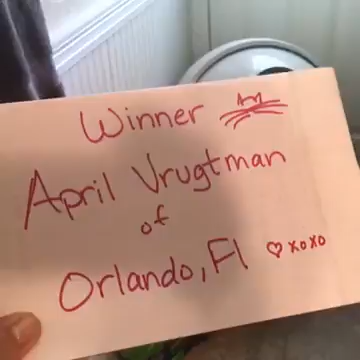 Winner
April Vrugtman
of
Orlando, Fl ♡ xoxo